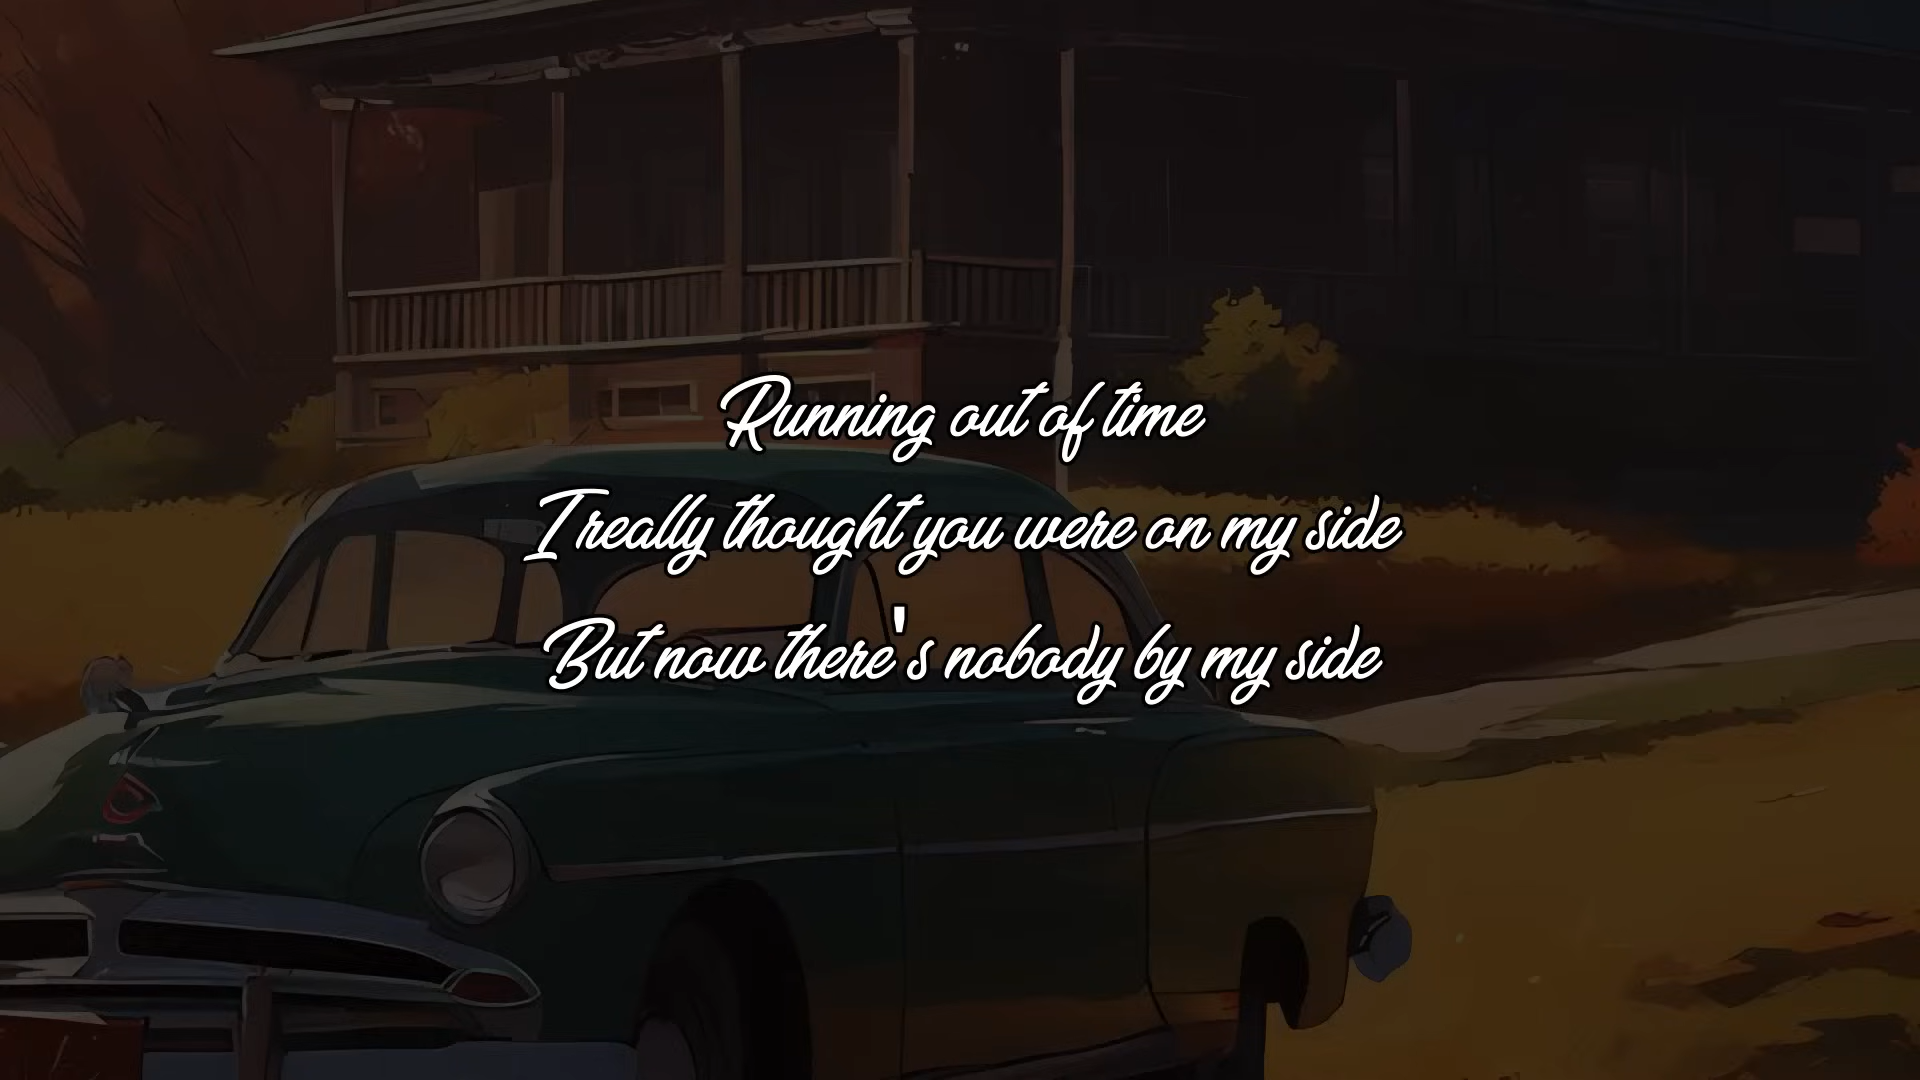 Running out of time
I really thought you were on my side
But now there's nobody by my side